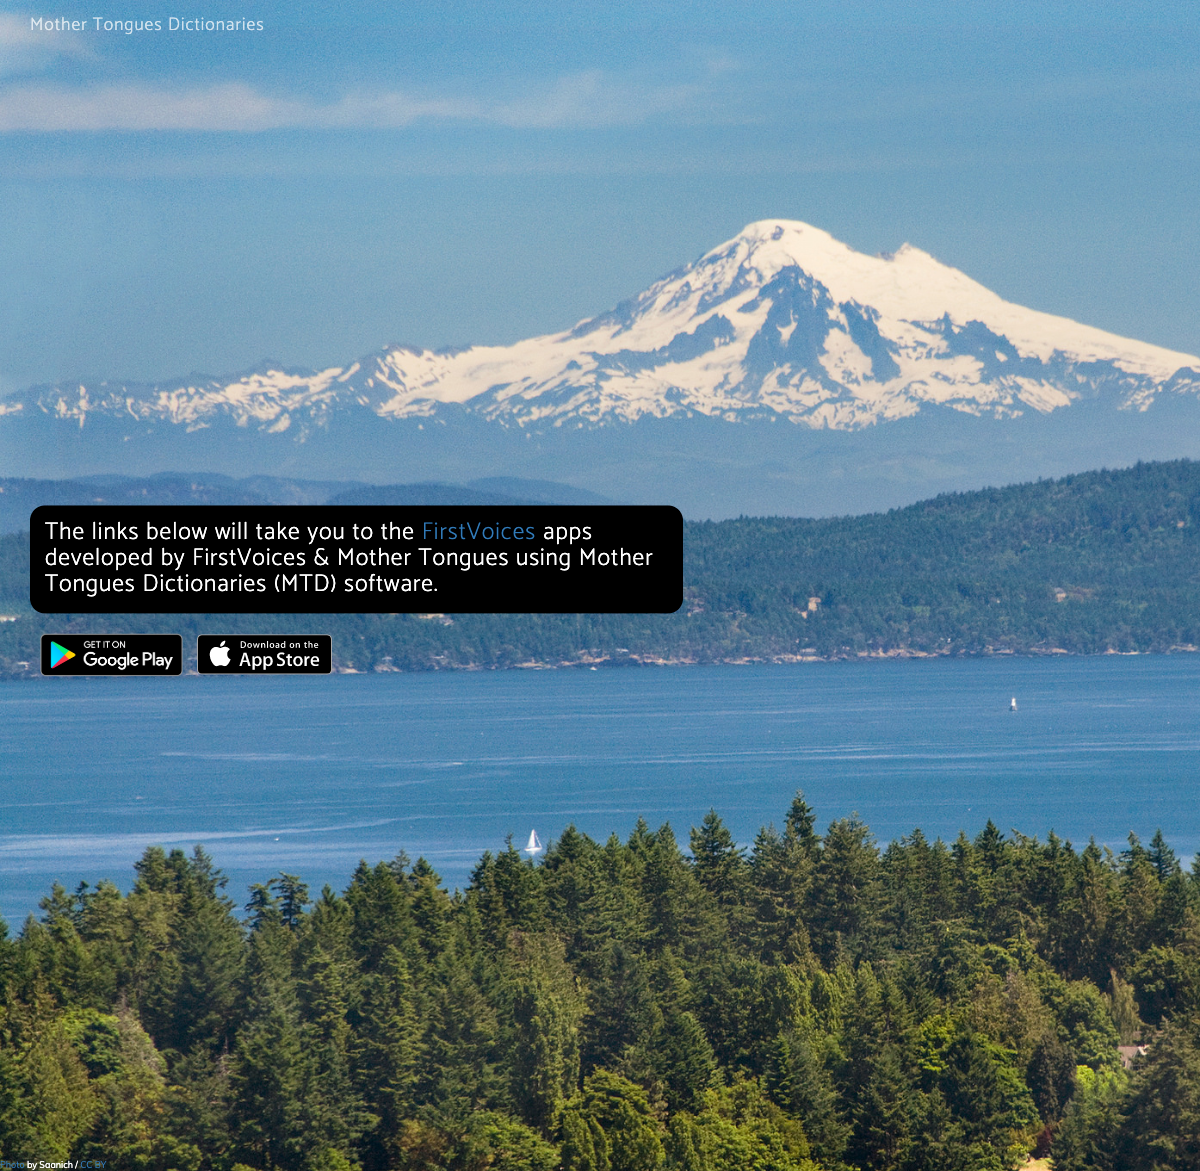 Mother Tongues Dictionaries
The links below will take you to the FirstVoices apps
developed by FirstVoices & Mother Tongues using Mother
Tongues Dictionaries (MTD) software.
GET IT ON
Google Play
Download on the
App Store
Photo by Saanich / CC BY